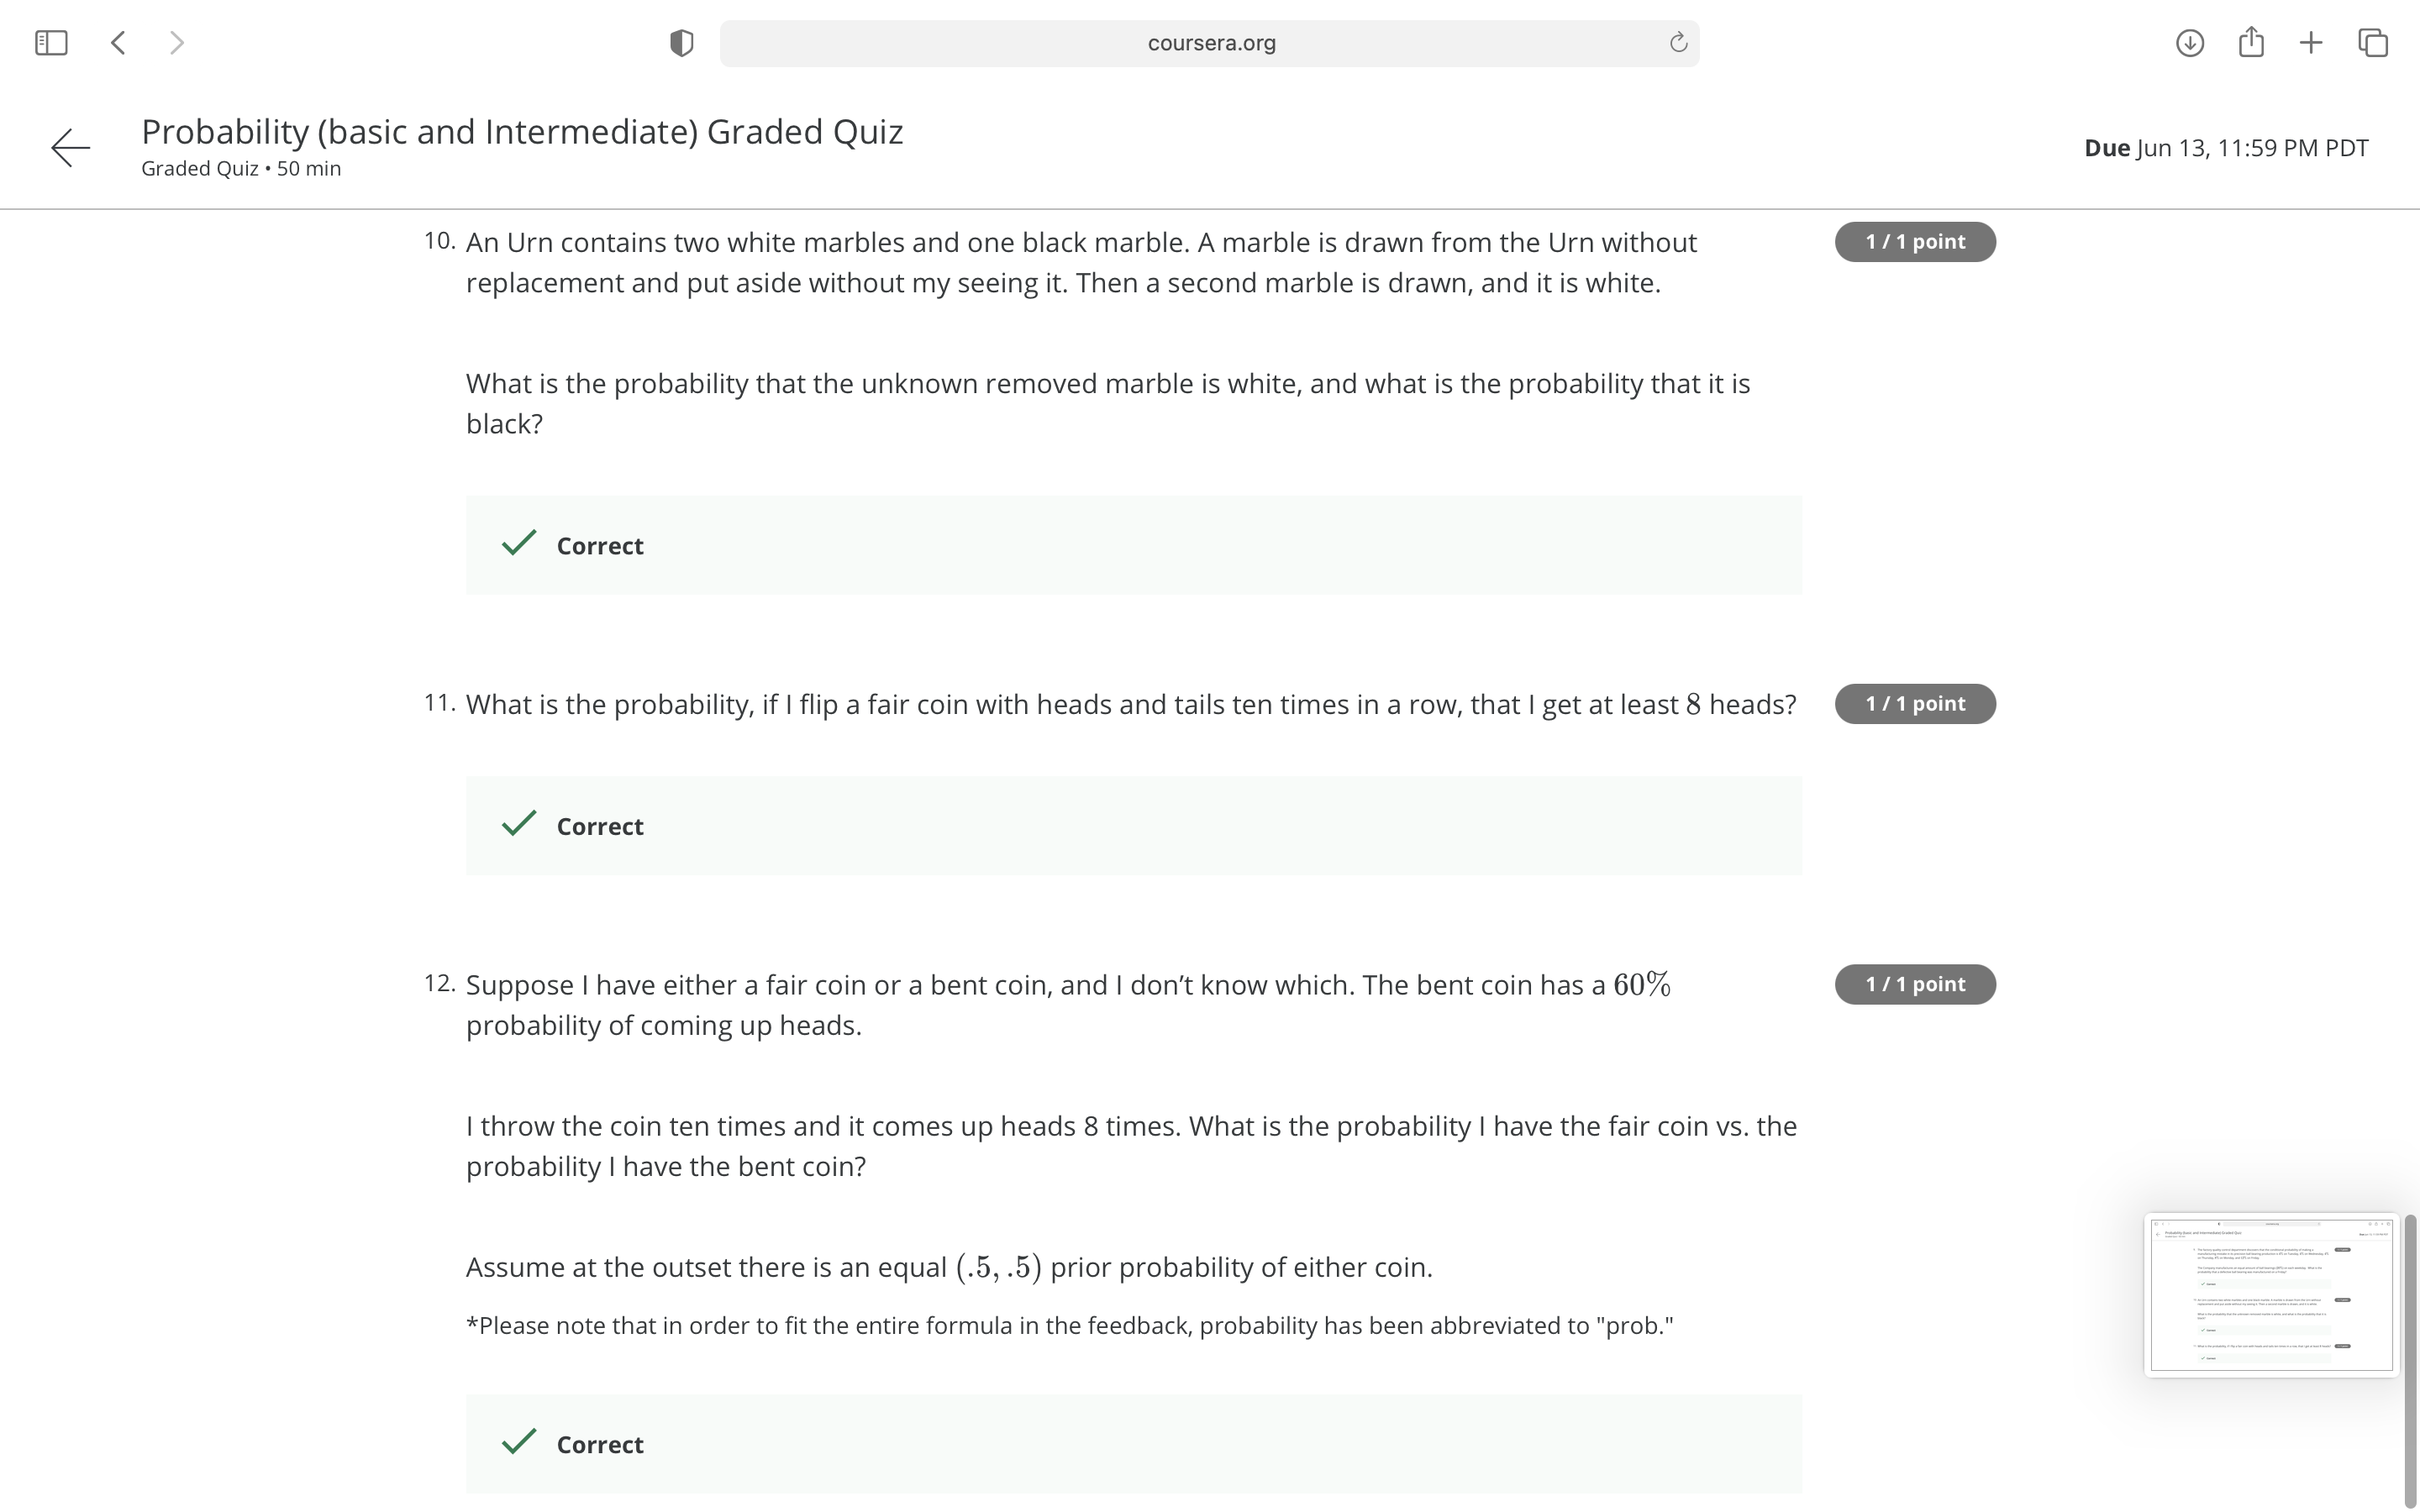 coursera.org
Probability (basic and Intermediate) Graded Quiz
Graded Quiz • 50 min
Due Jun 13, 11:59 PM PDT
10. An Urn contains two white marbles and one black marble. A marble is drawn from the Urn without
replacement and put aside without my seeing it. Then a second marble is drawn, and it is white.
1 / 1 point
What is the probability that the unknown removed marble is white, and what is the probability that it is
black?
Correct
11. What is the probability, if I flip a fair coin with heads and tails ten times in a row, that I get at least 8 heads?
1 / 1 point
Correct
12. Suppose I have either a fair coin or a bent coin, and I don’t know which. The bent coin has a 60%
probability of coming up heads.
1 / 1 point
I throw the coin ten times and it comes up heads 8 times. What is the probability I have the fair coin vs. the
probability I have the bent coin?
Assume at the outset there is an equal (.5, .5) prior probability of either coin.
*Please note that in order to fit the entire formula in the feedback, probability has been abbreviated to "prob."
Correct